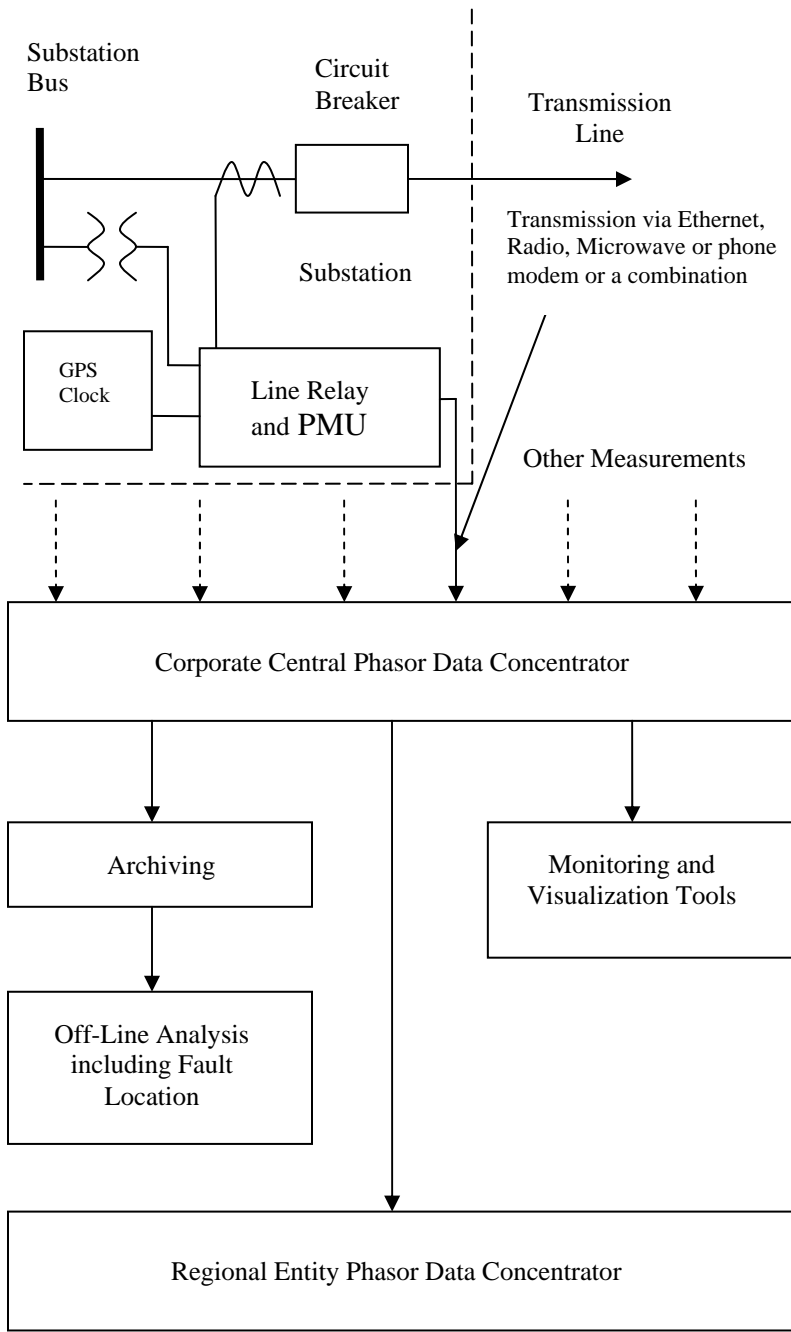 Substation
Bus
Circuit
Breaker
Transmission
Line
Transmission via Ethernet,
Radio, Microwave or phone
modem or a combination
Substation
GPS
Clock
Line Relay
and PMU
Other Measurements
Corporate Central Phasor Data Concentrator
Archiving
Monitoring and
Visualization Tools
Off-Line Analysis
including Fault
Location
Regional Entity Phasor Data Concentrator